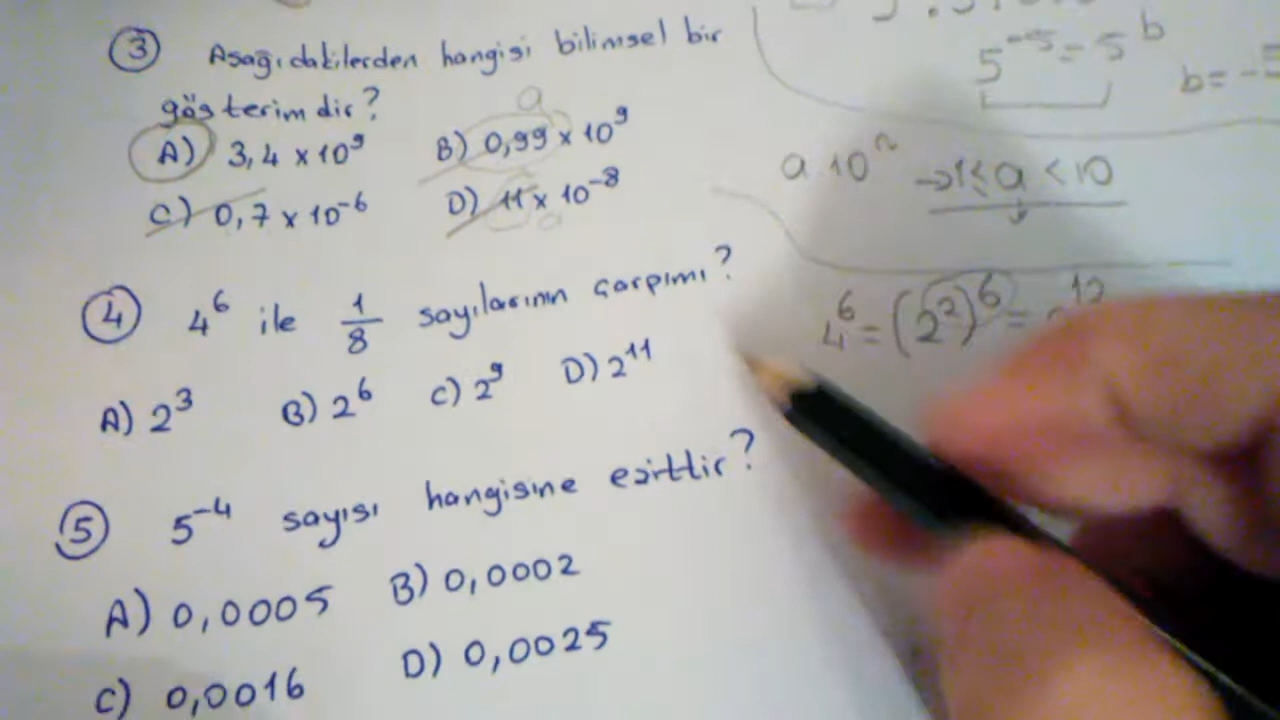 ③ Aşağıdakilerden hangisi bilimsel bir
gösterimdir?
A) 3,4 x 10⁹ B) 0,99 x 10⁹
a
C) 0,7 x 10⁻⁶ D) 11 x 10⁻⁸
a
④ 4⁶ ile 1/8 sayılarının çarpımı?
A) 2³ B) 2⁶ C) 2⁹ D) 2¹¹
⑤ 5⁻⁴ sayısı hangisine eşittir?
A) 0,0005 B) 0,0002
C) 0,0016 D) 0,0025
5⁻⁵ = 5ᵇ
b = -5
a · 10ⁿ → 1 ≤ a < 10
4⁶ = (2²)⁶ =
12